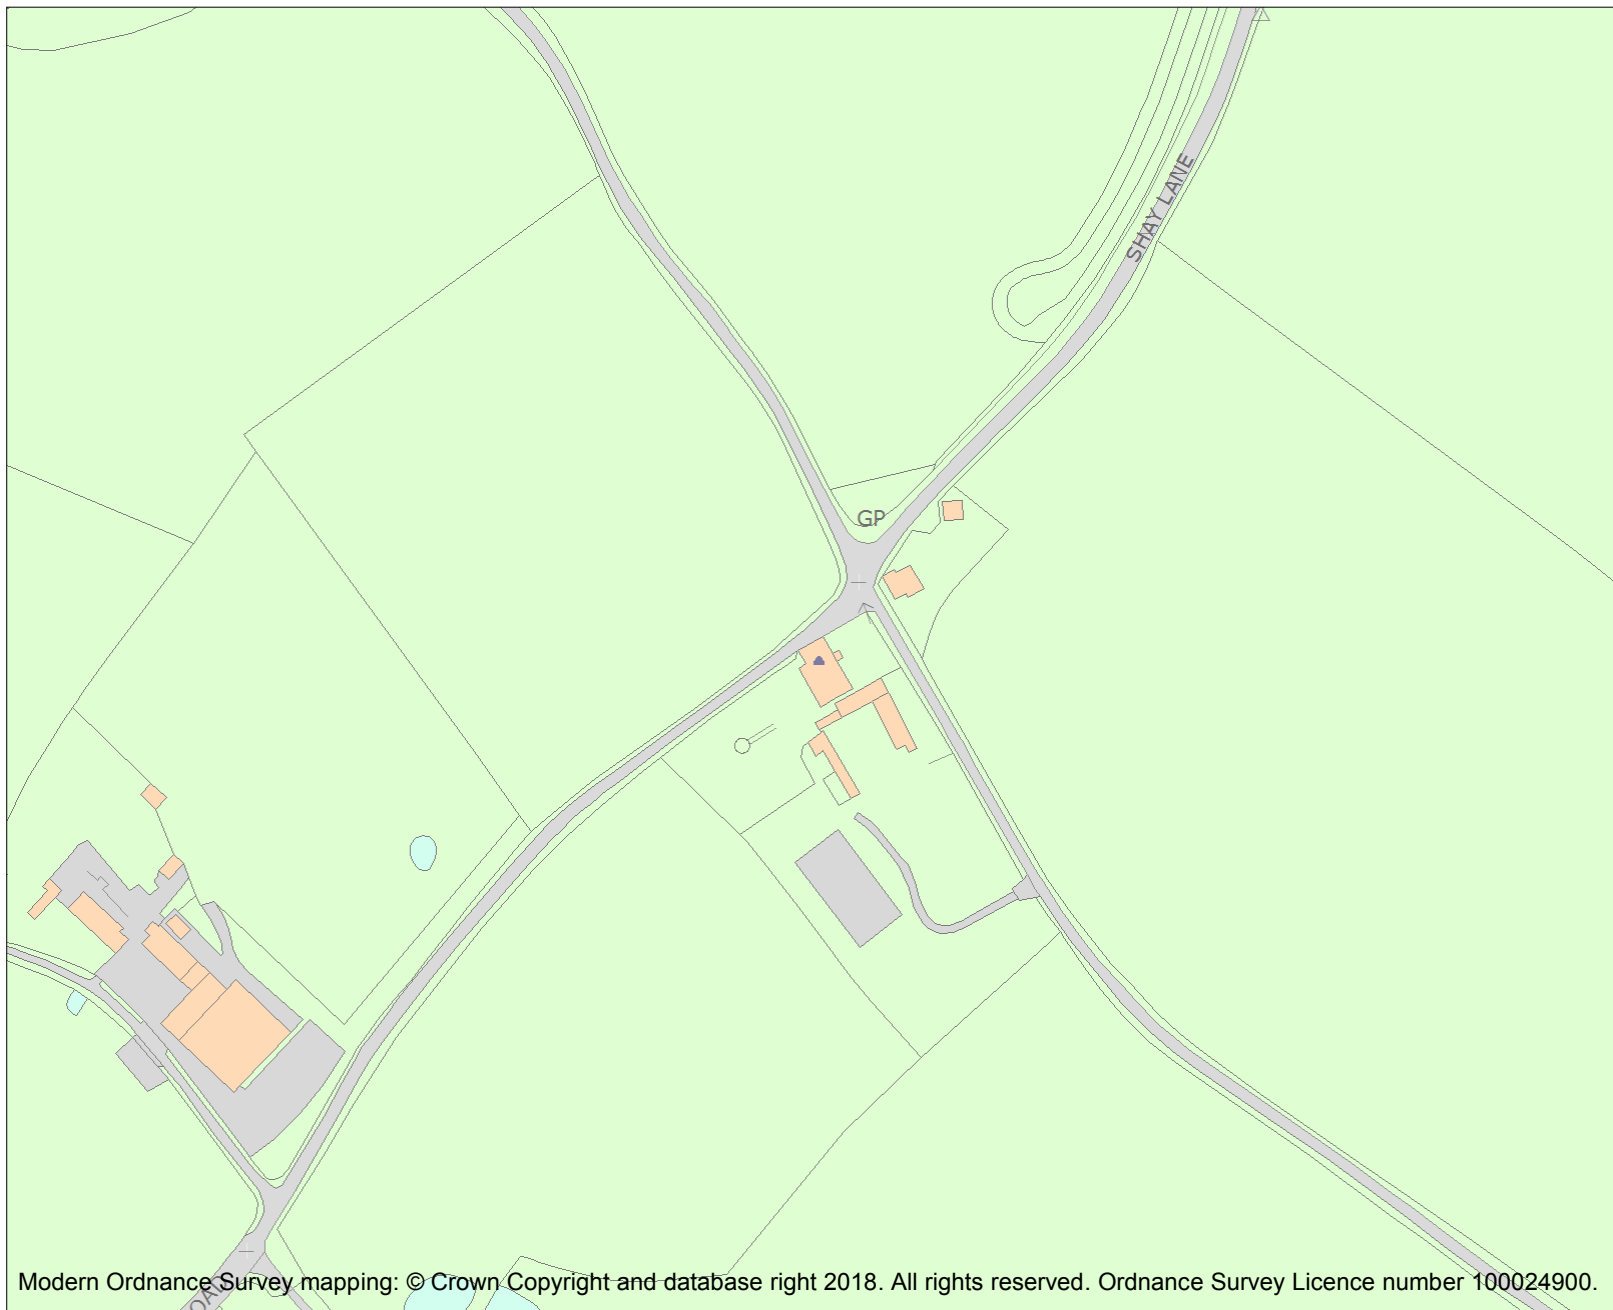 SHAY LANE
GP
Modern Ordnance Survey mapping: © Crown Copyright and database right 2018. All rights reserved. Ordnance Survey Licence number 100024900.